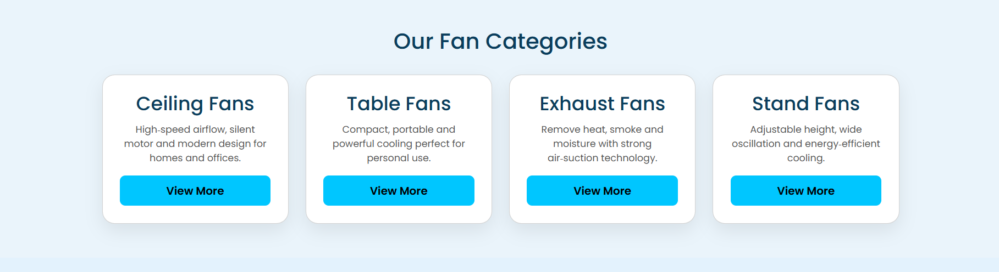 Our Fan Categories
Ceiling Fans
High-speed airflow, silent
motor and modern design for
homes and offices.
View More
Table Fans
Compact, portable and
powerful cooling perfect for
personal use.
View More
Exhaust Fans
Remove heat, smoke and
moisture with strong
air-suction technology.
View More
Stand Fans
Adjustable height, wide
oscillation and energy-efficient
cooling.
View More